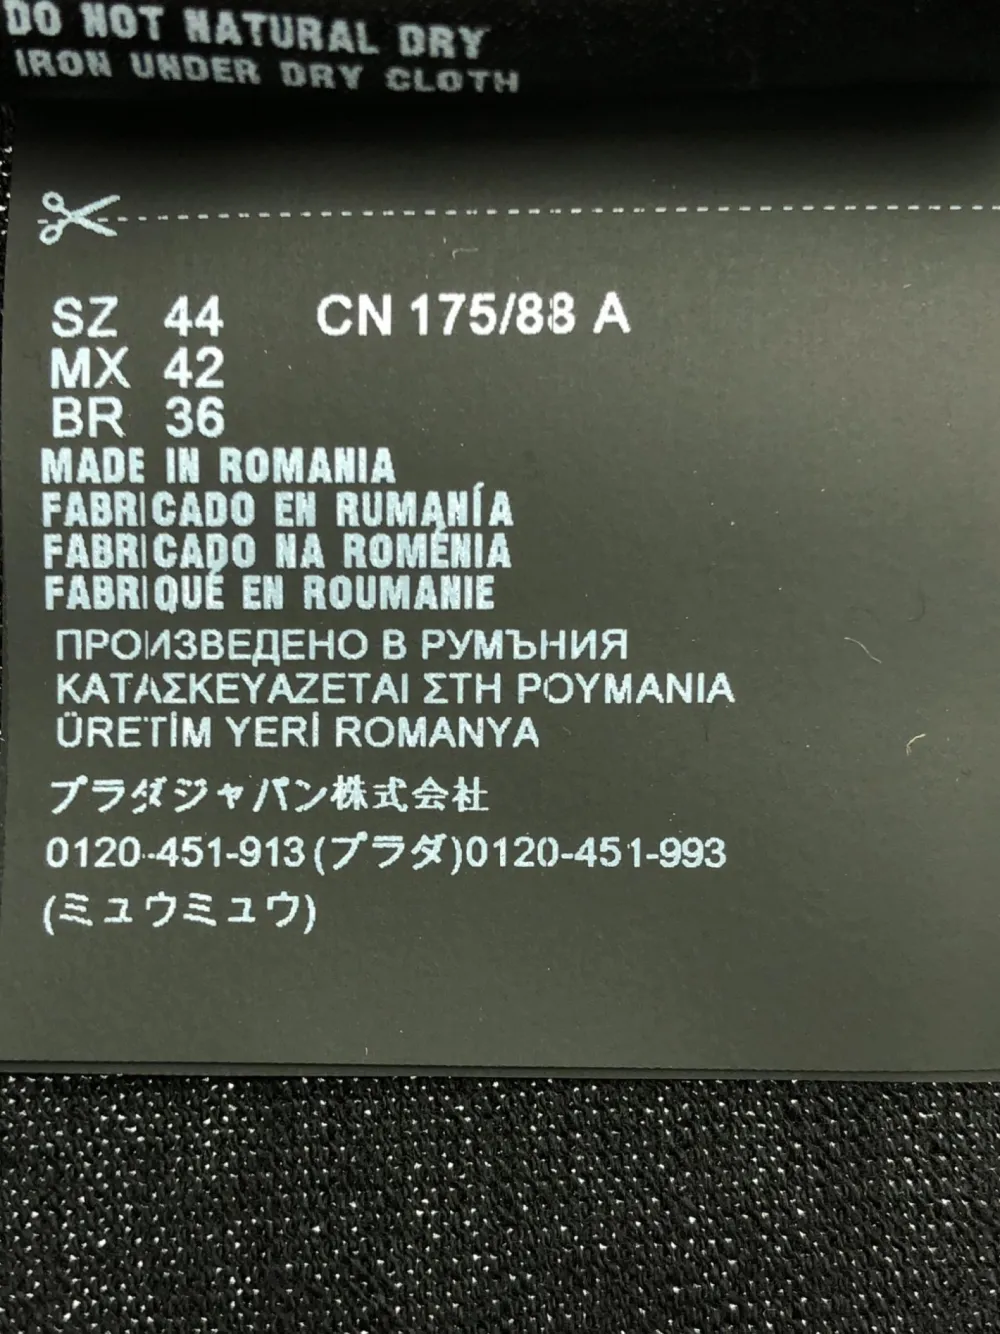 DO NOT NATURAL DRY
IRON UNDER DRY CLOTH
SZ 44 CN 175/88 A
MX 42
BR 36
MADE IN ROMANIA
FABRICADO EN RUMANÍA
FABRICADO NA ROMÉNIA
FABRIQUÉ EN ROUMANIE
ПРОИЗВЕДЕНО В РУМЪНИЯ
ΚΑΤΑΣΚΕΥΑΖΕΤΑΙ ΣΤΗ ΡΟΥΜΑΝΙΑ
ÜRETİM YERİ ROMANYA
プラダジャパン株式会社
0120-451-913(プラダ)0120-451-993
(ミュウミュウ)